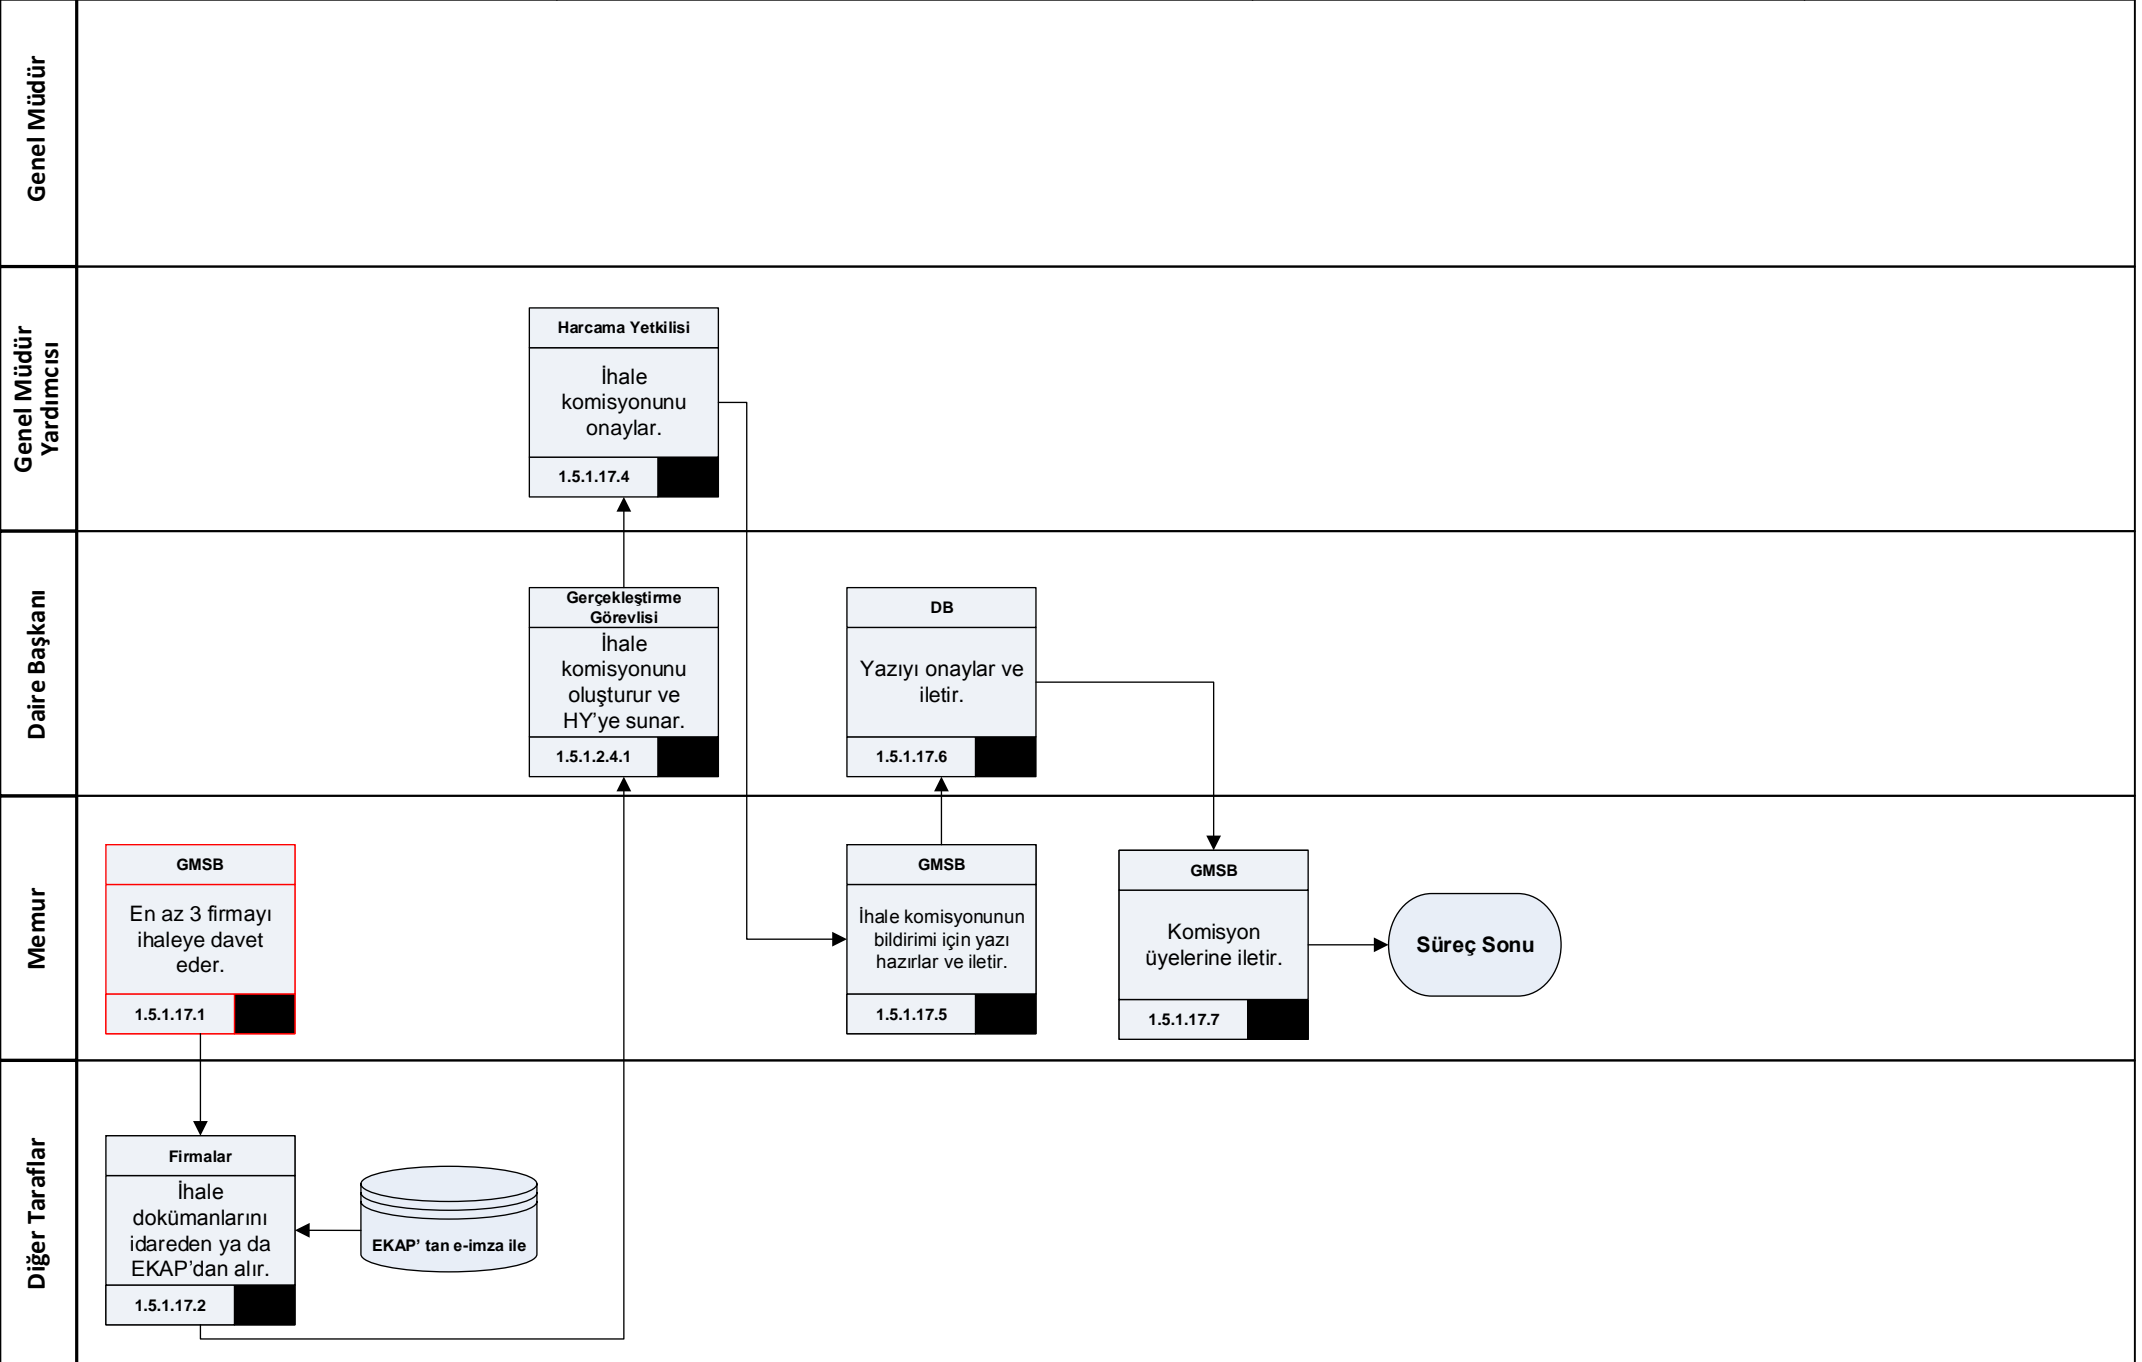 Genel Müdür
Genel Müdür
Yardımcısı
Harcama Yetkilisi
İhale
komisyonunu
onaylar.
1.5.1.17.4
Daire Başkanı
Gerçekleştirme
Görevlisi
İhale
komisyonunu
oluşturur ve
HY’ye sunar.
1.5.1.2.4.1
DB
Yazıyı onaylar ve
iletir.
1.5.1.17.6
Memur
GMSB
En az 3 firmayı
ihaleye davet
eder.
1.5.1.17.1
GMSB
İhale komisyonunun
bildirimi için yazı
hazırlar ve iletir.
1.5.1.17.5
GMSB
Komisyon
üyelerine iletir.
1.5.1.17.7
Süreç Sonu
Diğer Taraflar
Firmalar
İhale
dokümanlarını
idareden ya da
EKAP’dan alır.
1.5.1.17.2
EKAP’ tan e-imza ile